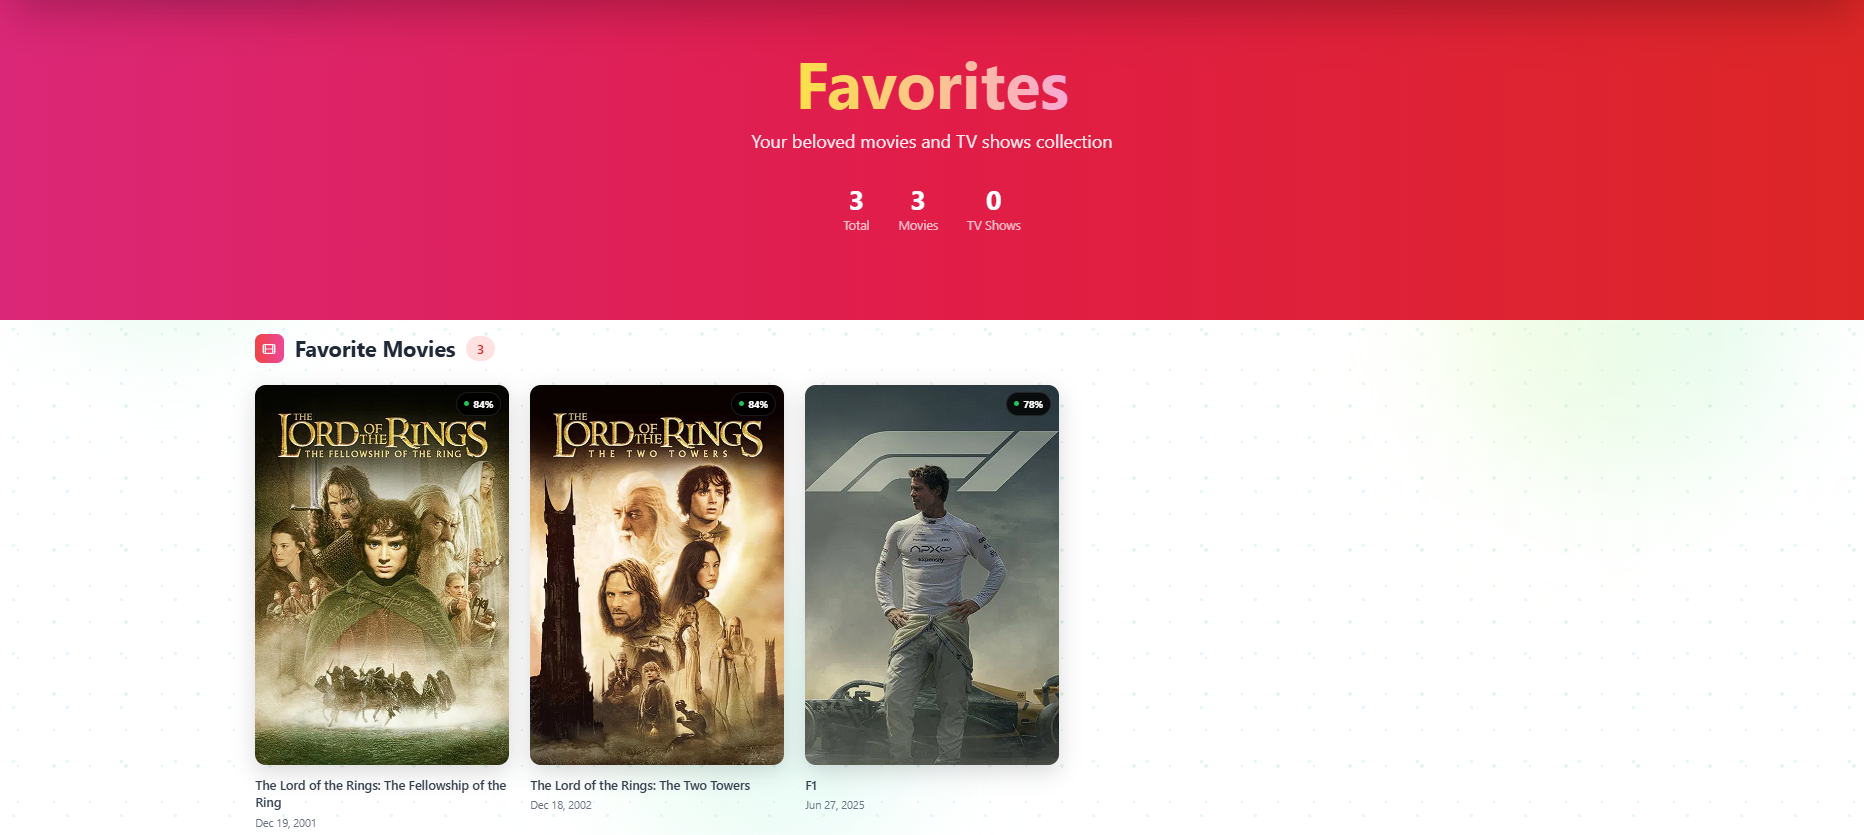 Favorites
Your beloved movies and TV shows collection
3 3 0
Total Movies TV Shows
Favorite Movies 3
84%
THE
LORD OF THE RINGS
THE FELLOWSHIP OF THE RING
84%
THE
LORD OF THE RINGS
THE TWO TOWERS
78%
F1
APXGP
expensify
The Lord of the Rings: The Fellowship of the
Ring
Dec 19, 2001
The Lord of the Rings: The Two Towers
Dec 18, 2002
F1
Jun 27, 2025